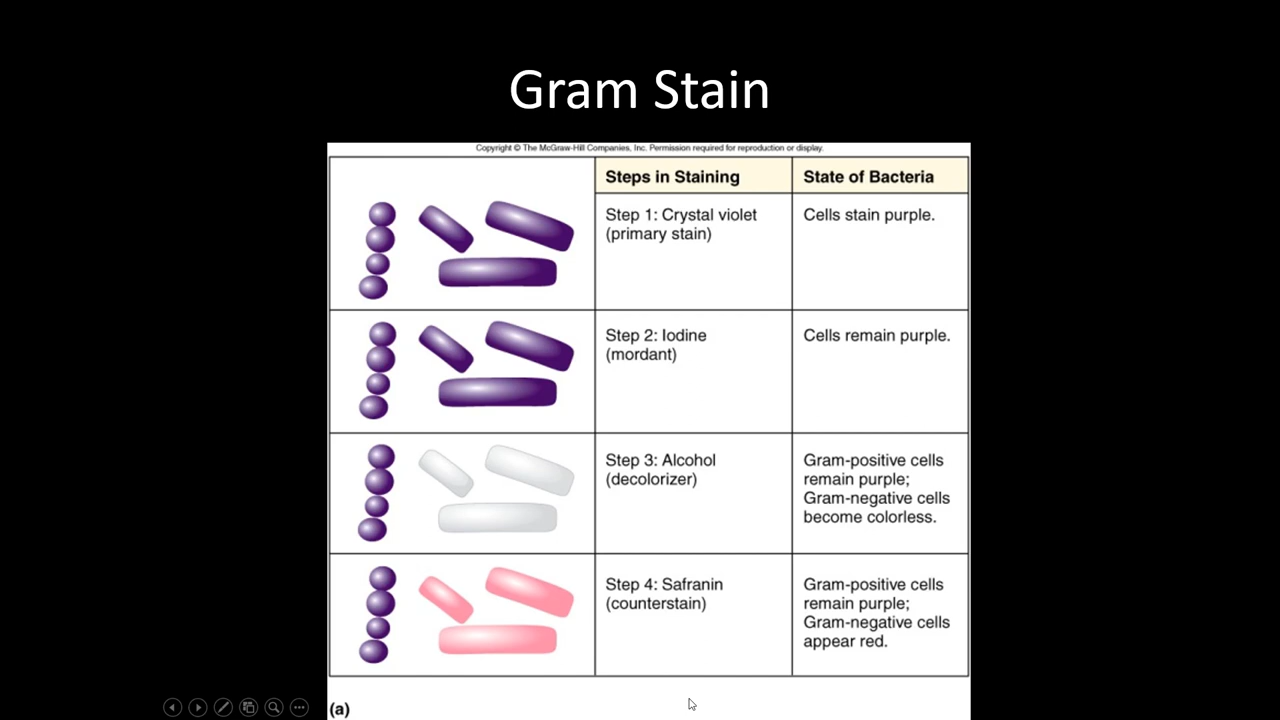 Gram Stain
Copyright © The McGraw-Hill Companies, Inc. Permission required for reproduction or display.
Steps in Staining
State of Bacteria
Step 1: Crystal violet
(primary stain)
Cells stain purple.
Step 2: Iodine
(mordant)
Cells remain purple.
Step 3: Alcohol
(decolorizer)
Gram-positive cells
remain purple;
Gram-negative cells
become colorless.
Step 4: Safranin
(counterstain)
Gram-positive cells
remain purple;
Gram-negative cells
appear red.
(a)